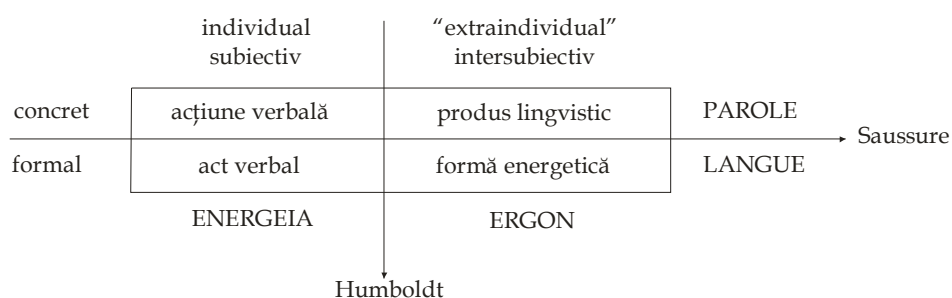 individual “extraindividual”
subiectiv intersubiectiv
concret acțiune verbală produs lingvistic PAROLE
Saussure
formal act verbal formă energetică LANGUE
ENERGEIA ERGON
Humboldt